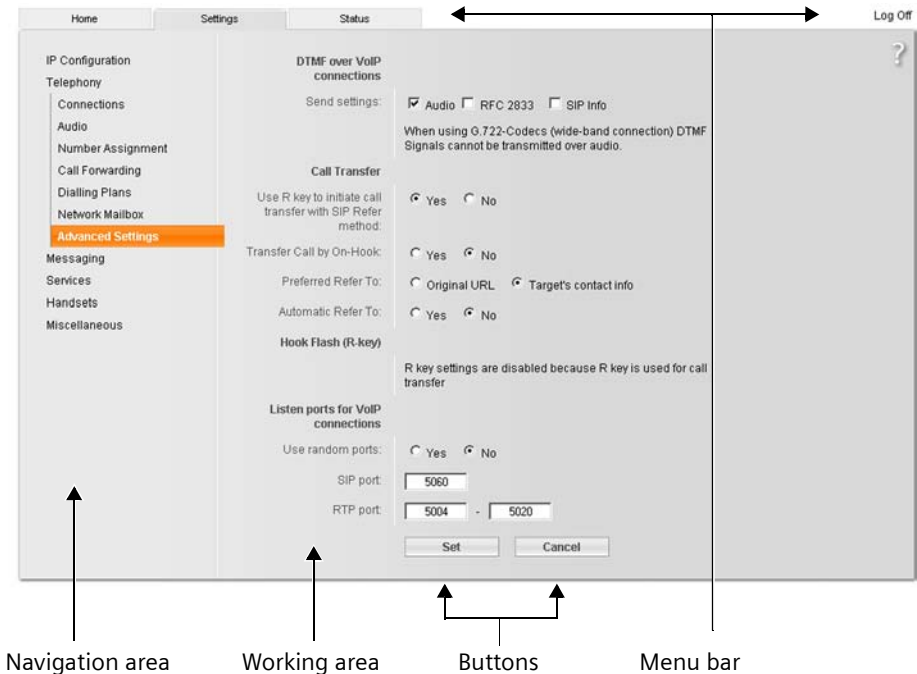 Home Settings Status Log Off
?
IP Configuration
Telephony
Connections
Audio
Number Assignment
Call Forwarding
Dialling Plans
Network Mailbox
Advanced Settings
Messaging
Services
Handsets
Miscellaneous
DTMF over VoIP
connections
Send settings: Audio RFC 2833 SIP Info
When using G.722-Codecs (wide-band connection) DTMF
Signals cannot be transmitted over audio.
Call Transfer
Use R key to initiate call
transfer with SIP Refer
method:
Yes No
Transfer Call by On-Hook: Yes No
Preferred Refer To: Original URL Target's contact info
Automatic Refer To: Yes No
Hook Flash (R-key)
R key settings are disabled because R key is used for call
transfer
Listen ports for VoIP
connections
Use random ports: Yes No
SIP port: 5060
RTP port: 5004 - 5020
Set Cancel
Navigation area Working area Buttons Menu bar